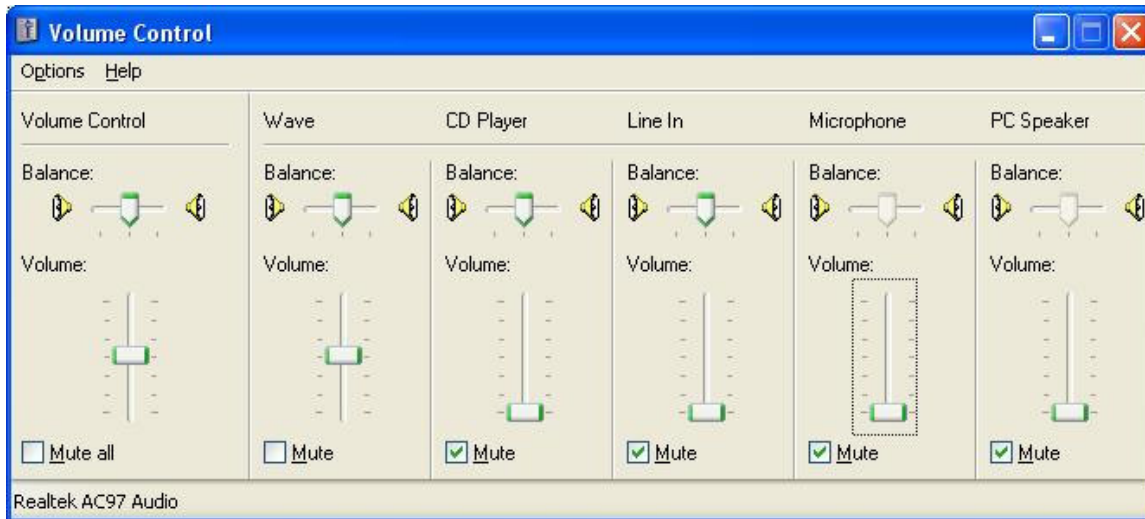 Volume Control
Options Help
Volume Control Wave CD Player Line In Microphone PC Speaker
Balance: Balance: Balance: Balance: Balance: Balance:
Volume: Volume: Volume: Volume: Volume: Volume:
Mute all Mute Mute Mute Mute Mute
Realtek AC97 Audio